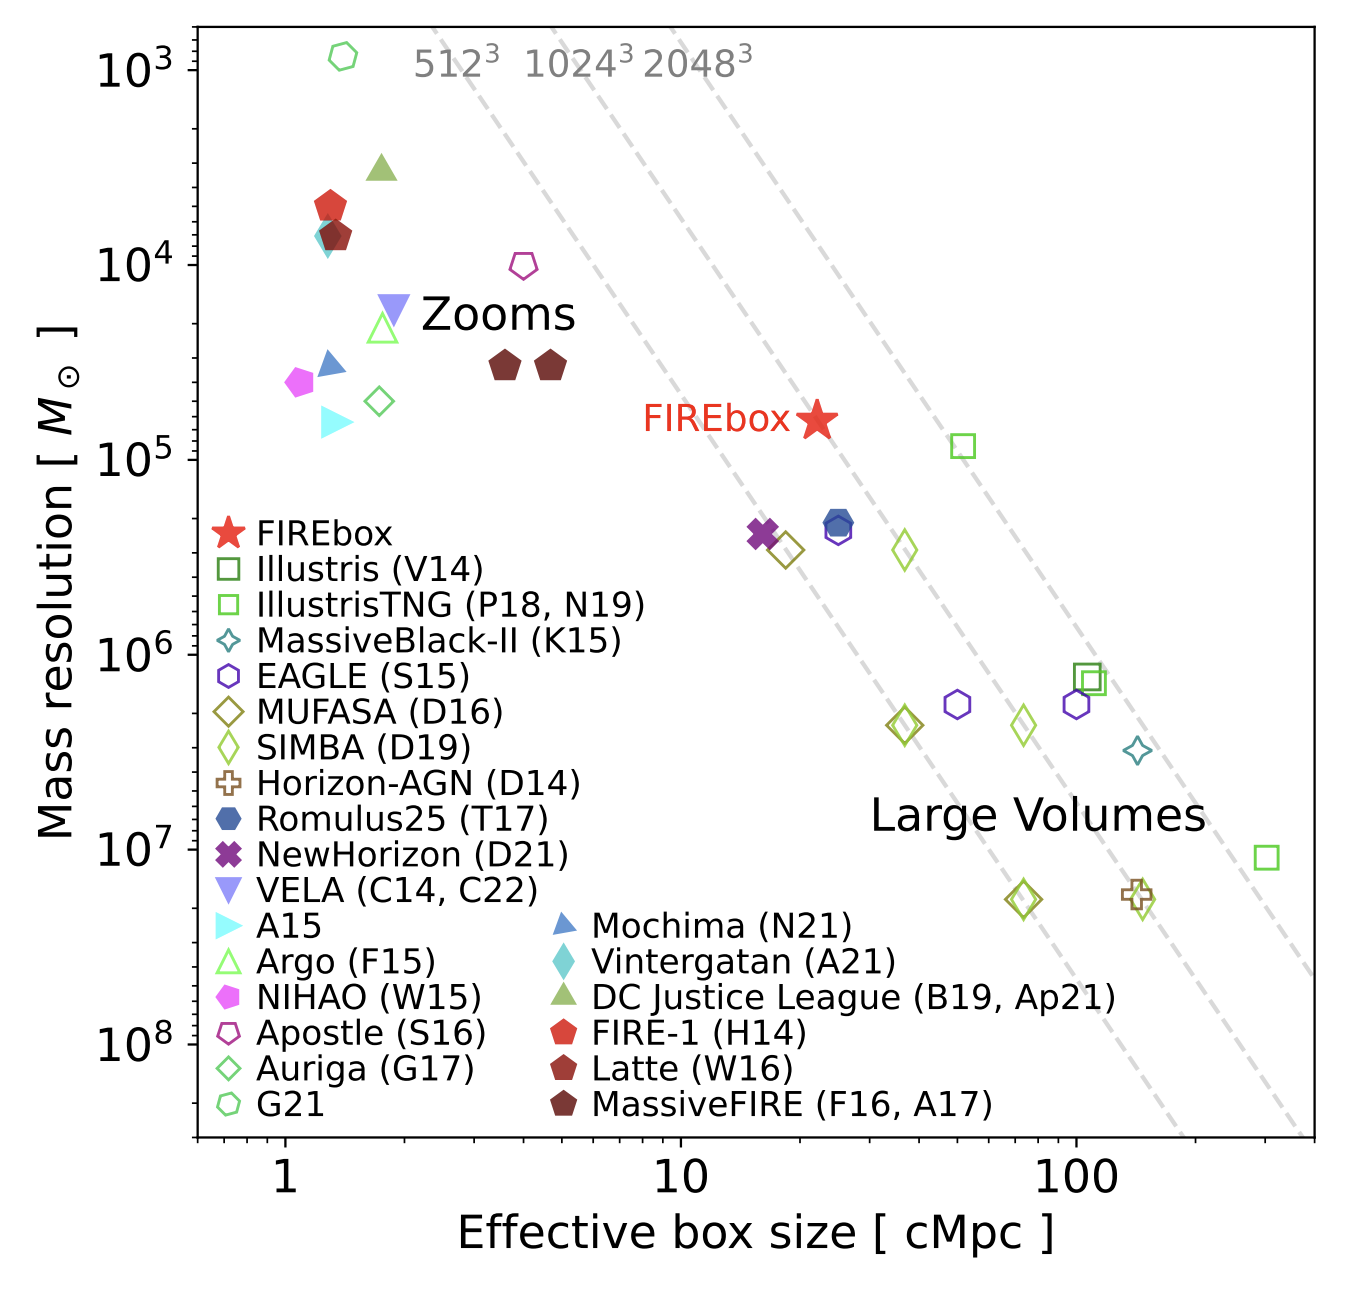 512³ 1024³ 2048³
10³
10⁴
10⁵
10⁶
10⁷
10⁸
Mass resolution [ M⊙ ]
Zooms
FIREbox
Large Volumes
FIREbox
Illustris (V14)
IllustrisTNG (P18, N19)
MassiveBlack-II (K15)
EAGLE (S15)
MUFASA (D16)
SIMBA (D19)
Horizon-AGN (D14)
Romulus25 (T17)
NewHorizon (D21)
VELA (C14, C22)
A15
Argo (F15)
NIHAO (W15)
Apostle (S16)
Auriga (G17)
G21
Mochima (N21)
Vintergatan (A21)
DC Justice League (B19, Ap21)
FIRE-1 (H14)
Latte (W16)
MassiveFIRE (F16, A17)
1 10 100
Effective box size [ cMpc ]